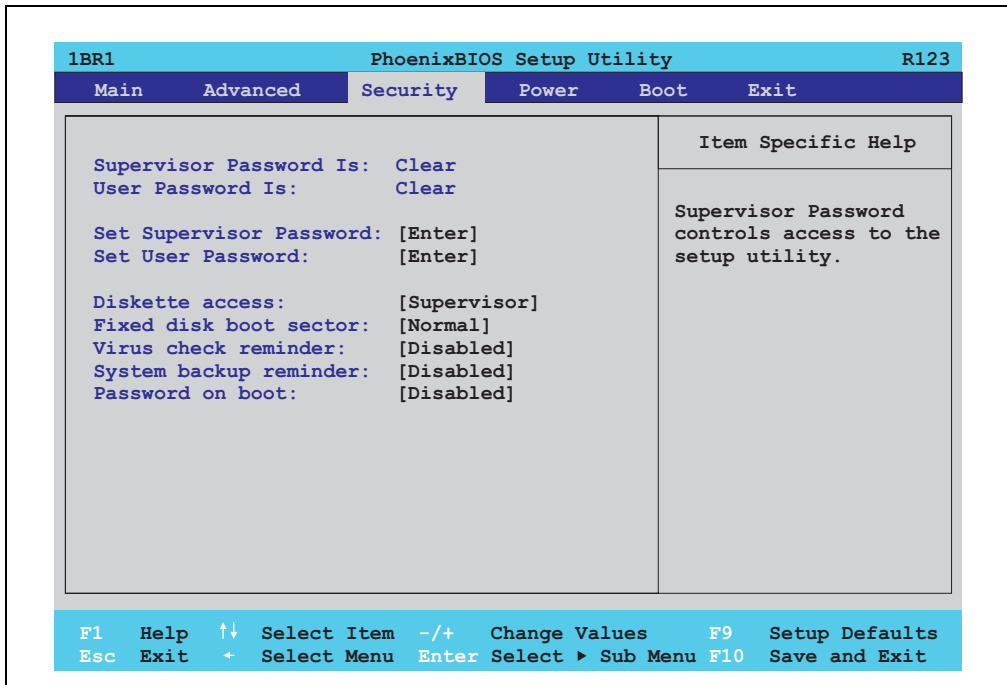 1BR1 PhoenixBIOS Setup Utility R123
Main Advanced Security Power Boot Exit
Supervisor Password Is: Clear
User Password Is: Clear
Set Supervisor Password: [Enter]
Set User Password: [Enter]
Diskette access: [Supervisor]
Fixed disk boot sector: [Normal]
Virus check reminder: [Disabled]
System backup reminder: [Disabled]
Password on boot: [Disabled]
Item Specific Help
Supervisor Password
controls access to the
setup utility.
F1 Help ↑↓ Select Item -/+ Change Values F9 Setup Defaults
Esc Exit ← Select Menu Enter Select ▶ Sub Menu F10 Save and Exit